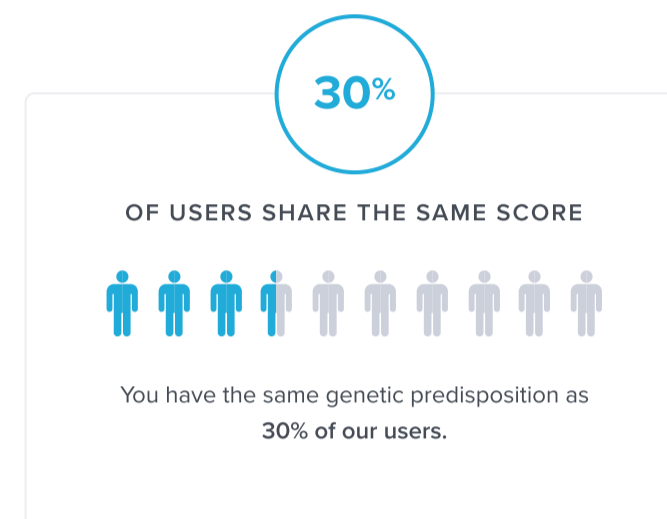 30%
OF USERS SHARE THE SAME SCORE
You have the same genetic predisposition as
30% of our users.